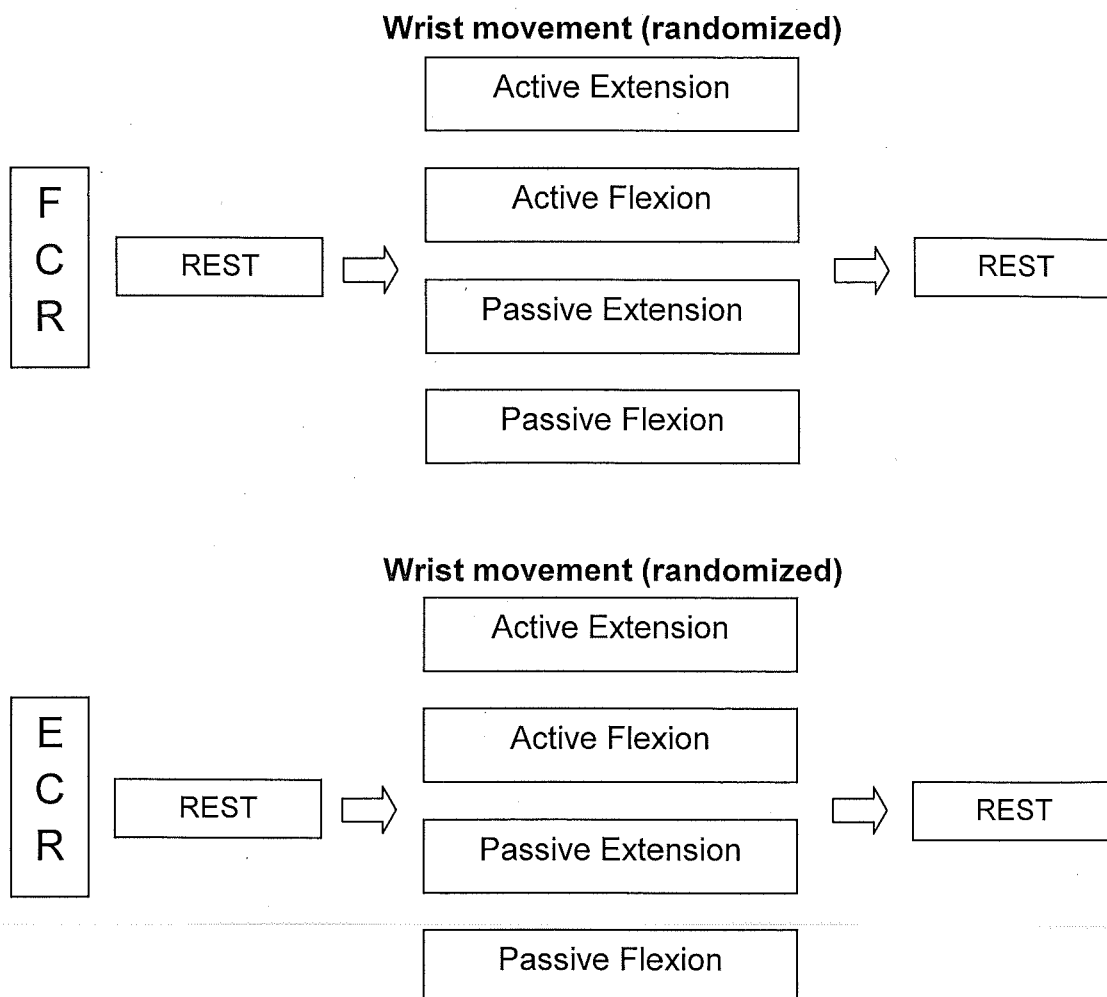 Wrist movement (randomized)
Active Extension
Active Flexion
F
C
R
REST
REST
Passive Extension
Passive Flexion
Wrist movement (randomized)
Active Extension
Active Flexion
E
C
R
REST
REST
Passive Extension
Passive Flexion